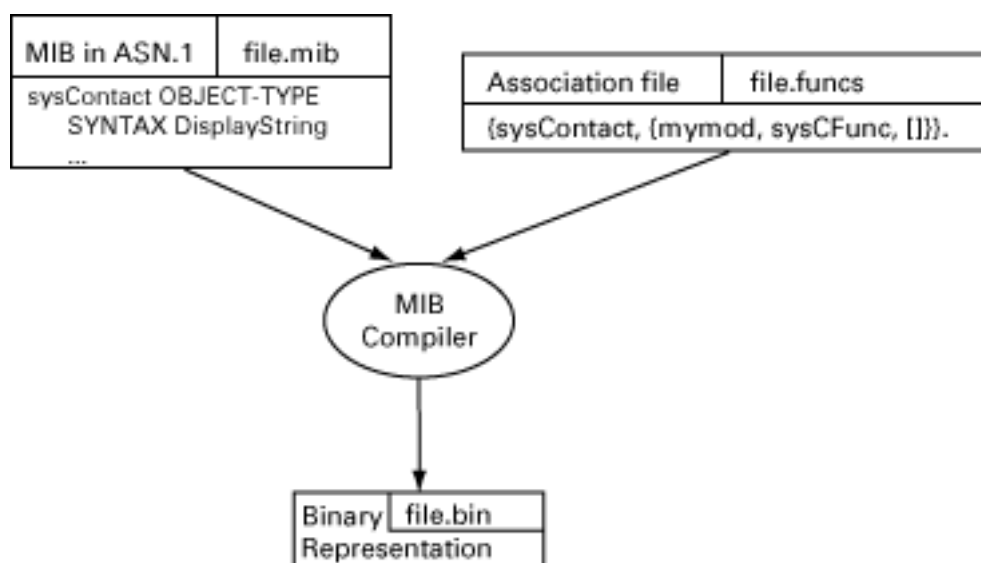 MIB in ASN.1 file.mib
sysContact OBJECT-TYPE
SYNTAX DisplayString
...
Association file file.funcs
{sysContact, {mymod, sysCFunc, []}}.
MIB
Compiler
Binary file.bin
Representation